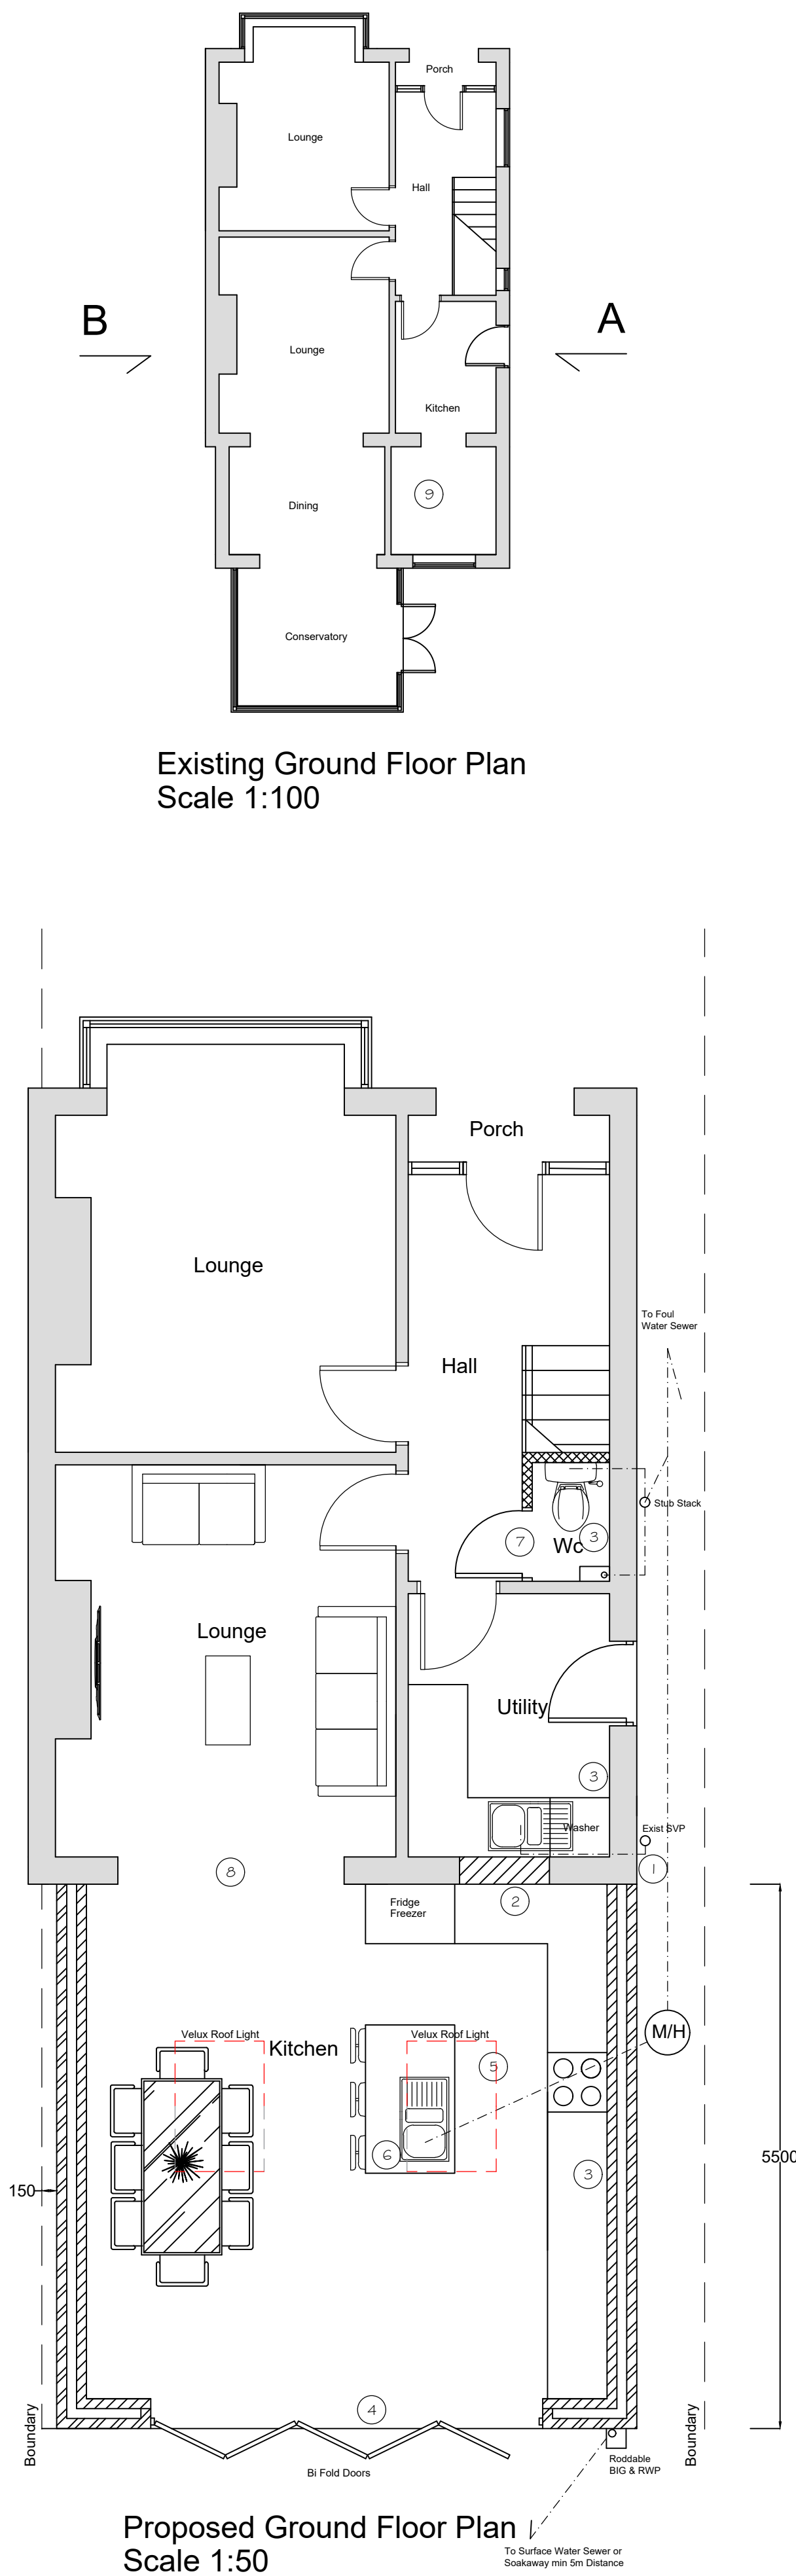 Porch
Lounge
Hall
B
A
Lounge
Kitchen
9
Dining
Conservatory
Existing Ground Floor Plan
Scale 1:100
Porch
Lounge
To Foul
Water Sewer
Hall
Stub Stack
3
7
Wc
Lounge
Utility
3
Washer
Exist SVP
1
8
2
Fridge
Freezer
M/H
Velux Roof Light
Velux Roof Light
Kitchen
5
6
5500
3
150
4
Boundary
Boundary
Roddable
BIG & RWP
Bi Fold Doors
Proposed Ground Floor Plan
Scale 1:50
To Surface Water Sewer or
Soakaway min 5m Distance